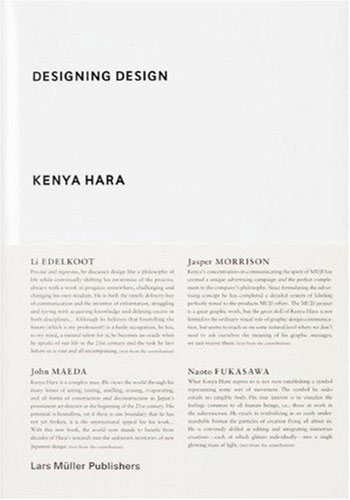 DESIGNING DESIGN
KENYA HARA
Li EDELKOOT
Precise and rigorous, he discusses design like a philosophy of
life while continually shifting his awareness of the process,
always with a work in progress somewhere, challenging and
changing his own wisdom. He is both the timely delivery-boy
of communication and the inventor of information, struggling
and toying with acquiring knowledge and defining excess in
both disciplines... Although he believes that foretelling the
future (which is my profession) is a futile recognition, he has,
to my mind, a natural talent for it; he becomes an oracle when
he speaks of our life in the 21st century and the task he lays
before us is vast and all-encompassing. (text from the contribution)
Jasper MORRISON
Kenya's concentration on communicating the spirit of MUJI has
created a unique advertising campaign and the perfect comple-
ment to the company's philosophy. Since formulating the adver-
tising concept he has completed a detailed system of labeling
perfectly tuned to the products MUJI offers. The MUJI project
is a great graphic work, but the great skill of Kenya Hara is not
limited to the ordinary visual role of graphic design communica-
tion, but seems to reach us on some natural level where we don't
need to ask ourselves the meaning of his graphic messages,
we just receive them. (text from the contribution)
John MAEDA
Kenya Hara is a complex man. He views the world through his
many lenses of seeing, tasting, smelling, tearing, evaporating,
and all forms of construction and deconstruction as Japan's
preeminent architect at the beginning of the 21st century. His
potential is boundless, yet if there is one boundary that he has
not yet broken, it is the international appeal for his work...
With this new book, the world now stands to benefit from
decades of Hara's research into the unknown territories of new
Japanese design. (text from the contribution)
Naoto FUKASAWA
What Kenya Hara aspires to is not even establishing a symbol
representing some sort of movement. The symbol he seeks
entails no tangible body. His true interest is to visualize the
feelings common to all human beings, i.e., those at work in
the subconscious. He excels in symbolizing in an easily under-
standable format the particles of creation flying all about us.
He is extremely skilled at editing and integrating numerous
creations—each of which glitters individually—into a single
glowing mass of light. (text from the contribution)
Lars Müller Publishers